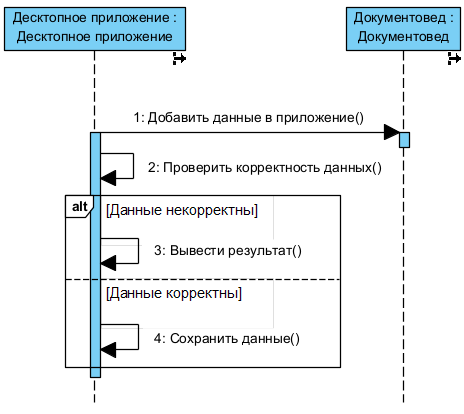 Десктопное приложение :
Десктопное приложение
Документовед :
Документовед
1: Добавить данные в приложение()
2: Проверить корректность данных()
alt
[Данные некорректны]
3: Вывести результат()
[Данные корректны]
4: Сохранить данные()